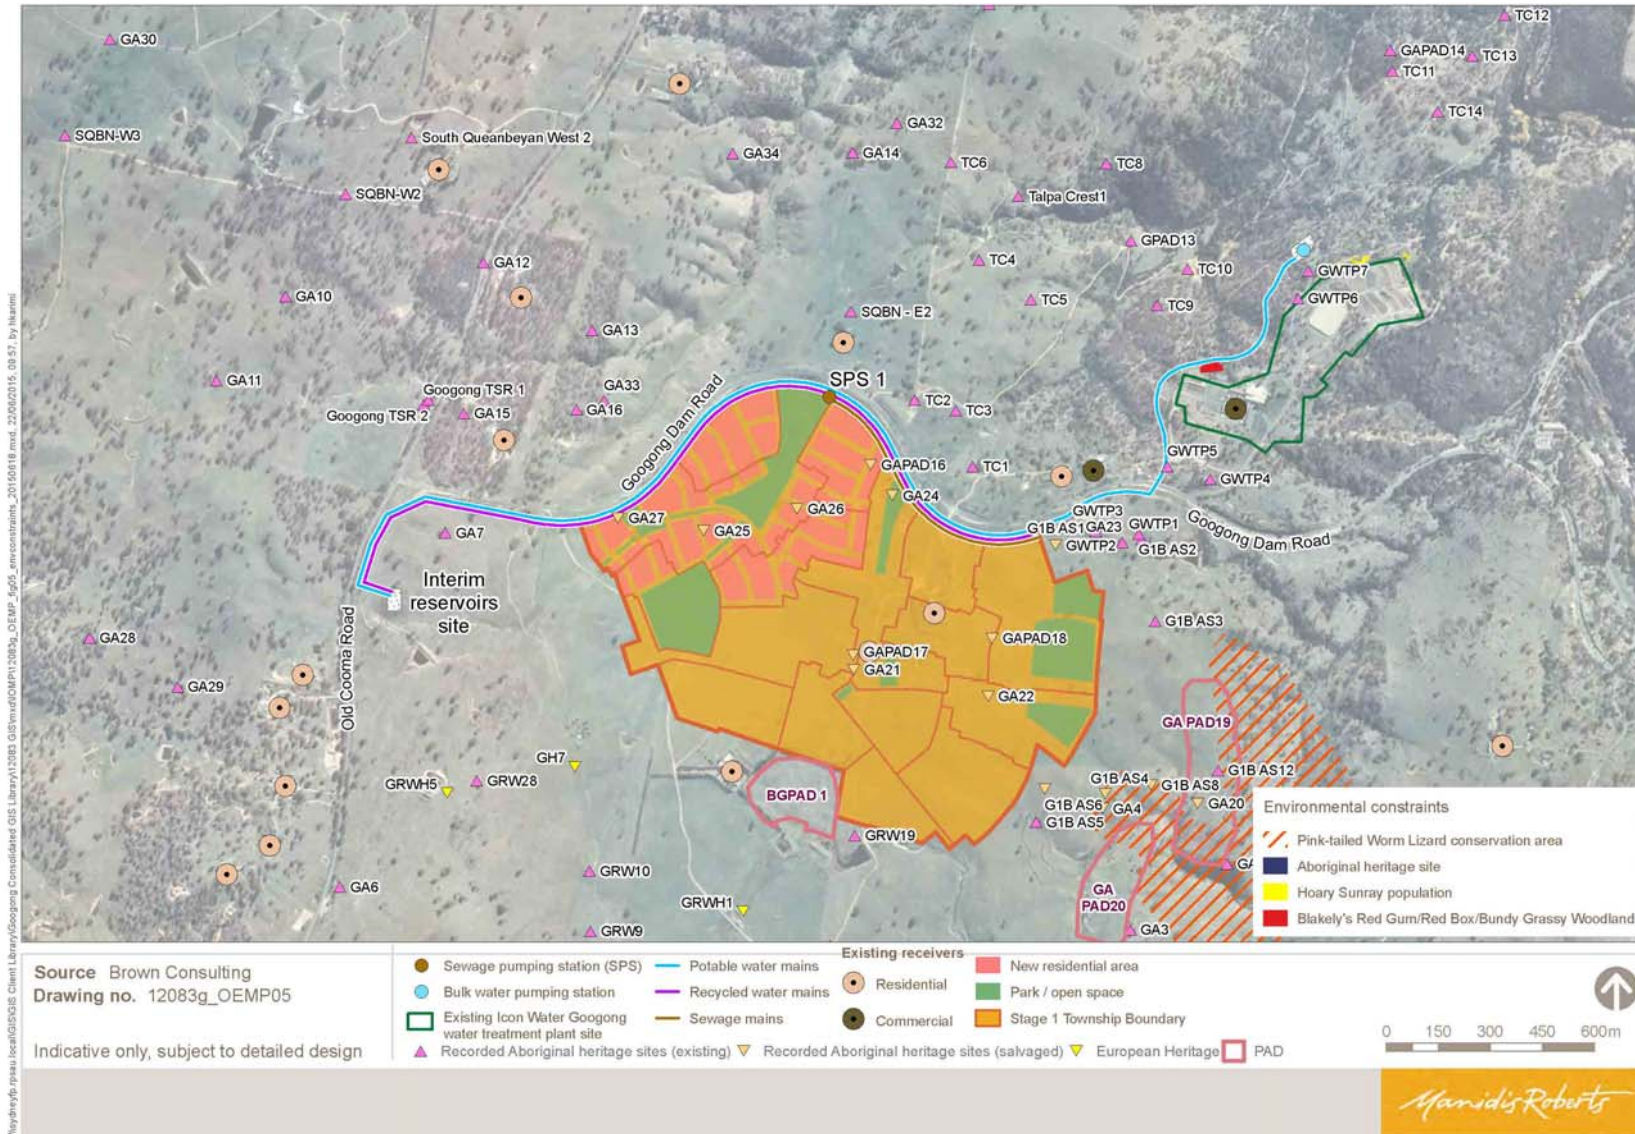 TC12
GA30
GAPAD14
TC13
TC11
TC14
GA32
SQBN-W3
South Queanbeyan West 2
GA34
GA14
TC6
TC8
SQBN-W2
Talpa Crest1
GPAD13
GA12
TC4
TC10
GWTP7
GA10
TC5
TC9
GWTP6
SQBN - E2
GA13
GA11
SPS 1
Googong TSR 1
GA33
Googong TSR 2
GA15
GA16
TC2
TC3
Googong Dam Road
GAPAD16
TC1
GWTP5
GWTP4
GA24
GA26
GA27
GA25
GWTP3
Googong Dam Road
G1B AS1
GA23
GWTP1
GWTP2
G1B AS2
GA7
Interim
reservoirs
site
G1B AS3
GA28
GAPAD18
GAPAD17
GA21
GA29
GA22
Old Cooma Road
GA PAD19
GH7
GRWH5
GRW28
G1B AS4
G1B AS8
G1B AS12
BGPAD 1
G1B AS6
GA4
GA20
G1B AS5
GRW19
GA
GRW10
GA6
GA
PAD20
GRWH1
GRW9
GA3
Environmental constraints
Pink-tailed Worm Lizard conservation area
Aboriginal heritage site
Hoary Sunray population
Blakely's Red Gum/Red Box/Bundy Grassy Woodland
Source Brown Consulting
Drawing no. 12083g_OEMP05
Indicative only, subject to detailed design
Sewage pumping station (SPS)
Bulk water pumping station
Existing Icon Water Googong
water treatment plant site
Potable water mains
Recycled water mains
Sewage mains
Existing receivers
Residential
Commercial
New residential area
Park / open space
Stage 1 Township Boundary
Recorded Aboriginal heritage sites (existing)
Recorded Aboriginal heritage sites (salvaged)
European Heritage
PAD
0 150 300 450 600m
Manidis Roberts